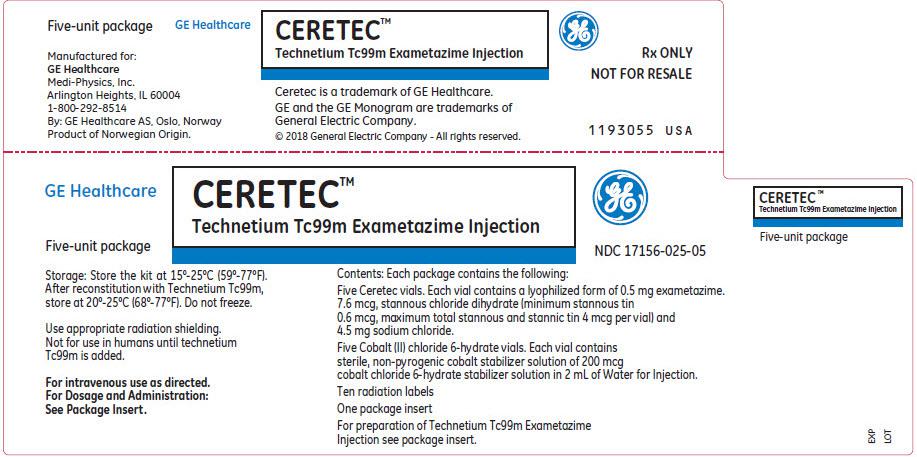 Five-unit package
GE Healthcare
Manufactured for:
GE Healthcare
Medi-Physics, Inc.
Arlington Heights, IL 60004
1-800-292-8514
By: GE Healthcare AS, Oslo, Norway
Product of Norwegian Origin.
CERETEC™
Technetium Tc99m Exametazime Injection
Ceretec is a trademark of GE Healthcare.
GE and the GE Monogram are trademarks of
General Electric Company.
© 2018 General Electric Company - All rights reserved.
GE
Rx ONLY
NOT FOR RESALE
1193055 USA
GE Healthcare
CERETEC™
Technetium Tc99m Exametazime Injection
GE
Five-unit package
NDC 17156-025-05
Storage: Store the kit at 15º-25ºC (59º-77ºF).
After reconstitution with Technetium Tc99m,
store at 20º-25ºC (68º-77ºF). Do not freeze.
Use appropriate radiation shielding.
Not for use in humans until technetium
Tc99m is added.
For intravenous use as directed.
For Dosage and Administration:
See Package Insert.
Contents: Each package contains the following:
Five Ceretec vials. Each vial contains a lyophilized form of 0.5 mg exametazime.
7.6 mcg, stannous chloride dihydrate (minimum stannous tin
0.6 mcg, maximum total stannous and stannic tin 4 mcg per vial) and
4.5 mg sodium chloride.
Five Cobalt (II) chloride 6-hydrate vials. Each vial contains
sterile, non-pyrogenic cobalt stabilizer solution of 200 mcg
cobalt chloride 6-hydrate stabilizer solution in 2 mL of Water for Injection.
Ten radiation labels
One package insert
For preparation of Technetium Tc99m Exametazime
Injection see package insert.
CERETEC™
Technetium Tc99m Exametazime Injection
Five-unit package
EXP
LOT